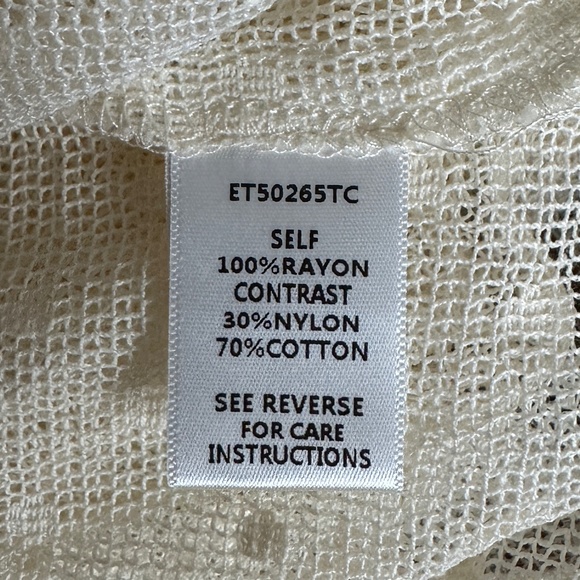 ET50265TC
SELF
100%RAYON
CONTRAST
30%NYLON
70%COTTON
SEE REVERSE
FOR CARE
INSTRUCTIONS